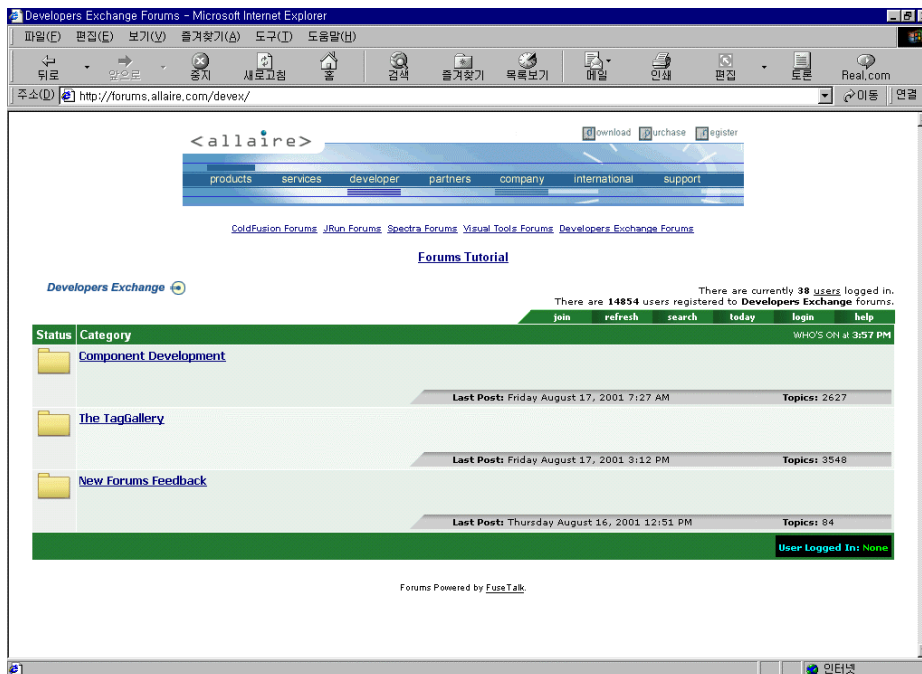 Developers Exchange Forums - Microsoft Internet Explorer
파일(F) 편집(E) 보기(V) 즐겨찾기(A) 도구(T) 도움말(H)
뒤로 앞으로 중지 새로고침 홈 검색 즐겨찾기 목록보기 메일 인쇄 편집 토론 Real.com
주소(D) http://forums.allaire.com/devex/ 이동 연결
<allaire> download purchase register
products services developer partners company international support
ColdFusion Forums JRun Forums Spectra Forums Visual Tools Forums Developers Exchange Forums
Forums Tutorial
Developers Exchange
There are currently 38 users logged in.
There are 14854 users registered to Developers Exchange forums.
join refresh search today login help
Status Category WHO'S ON at 3:57 PM
Component Development
Last Post: Friday August 17, 2001 7:27 AM Topics: 2627
The TagGallery
Last Post: Friday August 17, 2001 3:12 PM Topics: 3548
New Forums Feedback
Last Post: Thursday August 16, 2001 12:51 PM Topics: 84
User Logged In: None
Forums Powered by FuseTalk.
인터넷